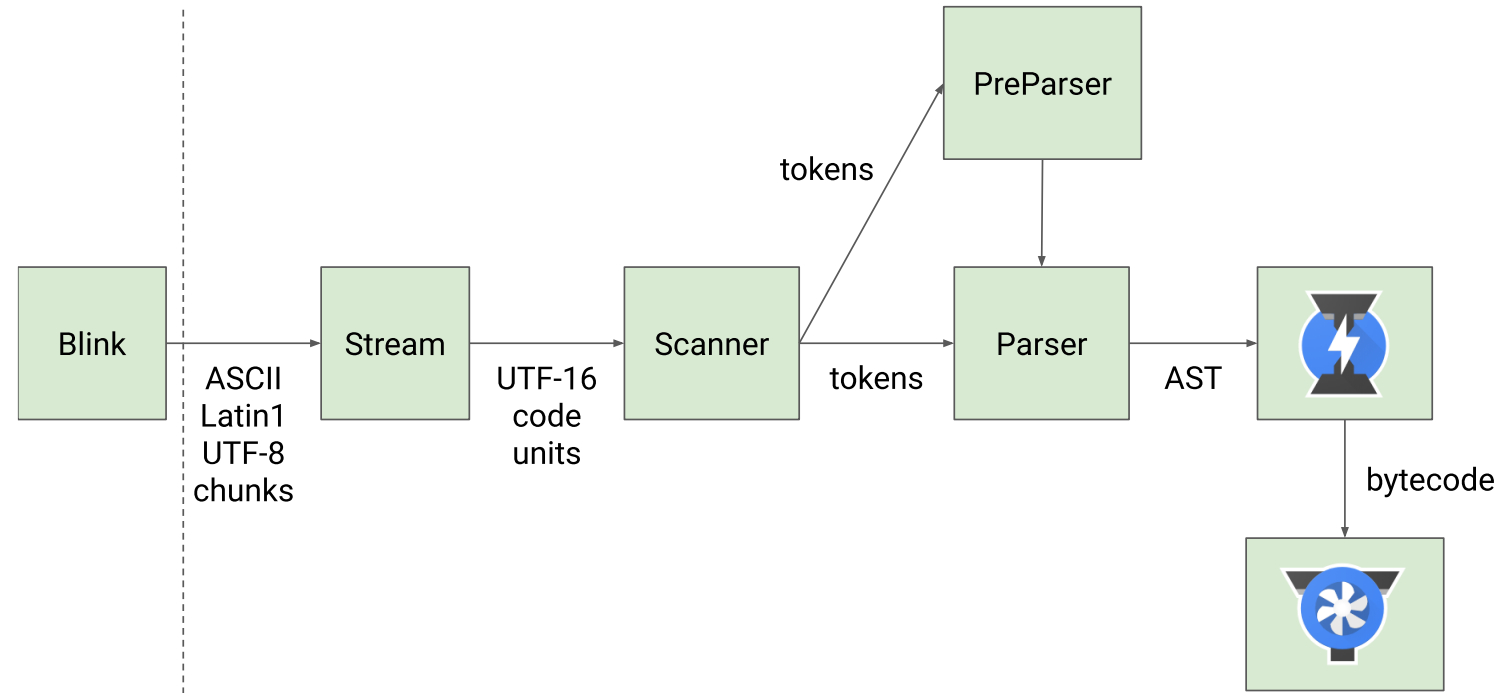 PreParser
tokens
Blink
Stream
Scanner
Parser
ASCII
Latin1
UTF-8
chunks
UTF-16
code
units
tokens
AST
bytecode